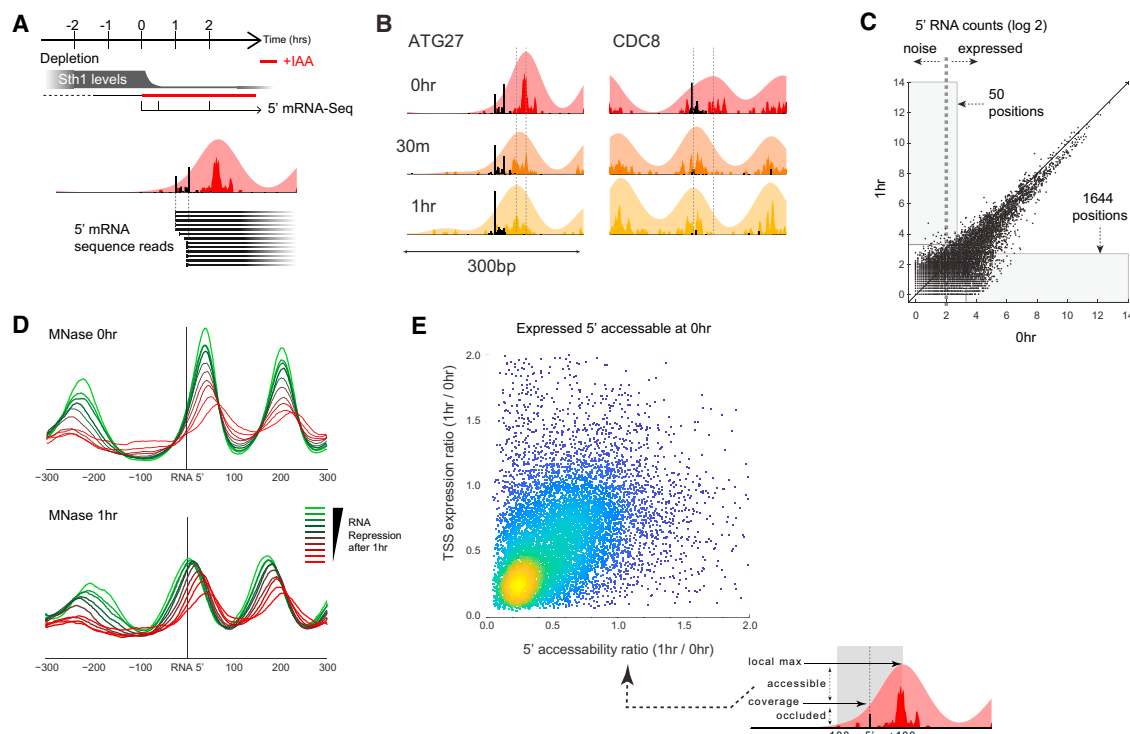 A
-2 -1 0 1 2 Time (hrs)
Depletion
+IAA
Sth1 levels
5' mRNA-Seq
5' mRNA
sequence reads
B
ATG27 CDC8
0hr
30m
1hr
300bp
C
5' RNA counts (log 2)
noise expressed
50
positions
1644
positions
14
12
10
8
6
4
2
0
1hr
0 2 4 6 8 10 12 14
0hr
D
MNase 0hr
−300 −200 −100 RNA 5' 100 200 300
MNase 1hr
RNA
Repression
after 1hr
−300 −200 −100 RNA 5' 100 200 300
E
Expressed 5' accessable at 0hr
2.0
1.5
1.0
0.5
0.0
TSS expression ratio (1hr / 0hr)
0.0 0.5 1.0 1.5 2.0
5' accessability ratio (1hr / 0hr)
local max
accessible
coverage
occluded